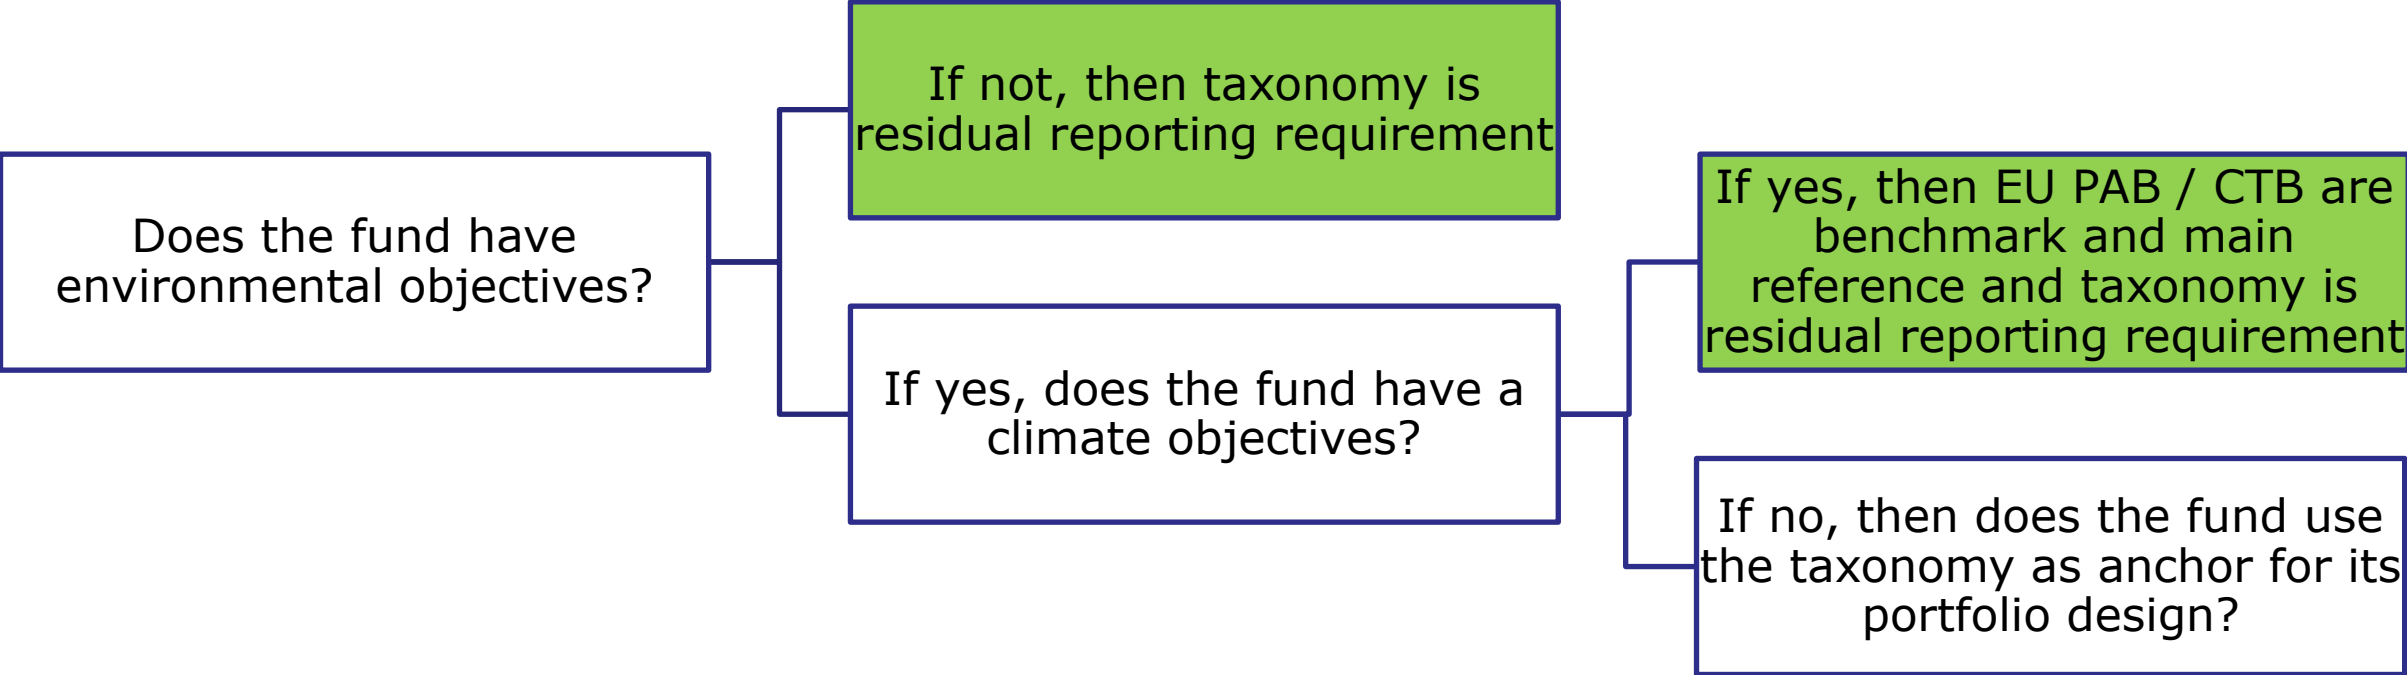 Does the fund have
environmental objectives?
If not, then taxonomy is
residual reporting requirement
If yes, does the fund have a
climate objectives?
If yes, then EU PAB / CTB are
benchmark and main
reference and taxonomy is
residual reporting requirement
If no, then does the fund use
the taxonomy as anchor for its
portfolio design?